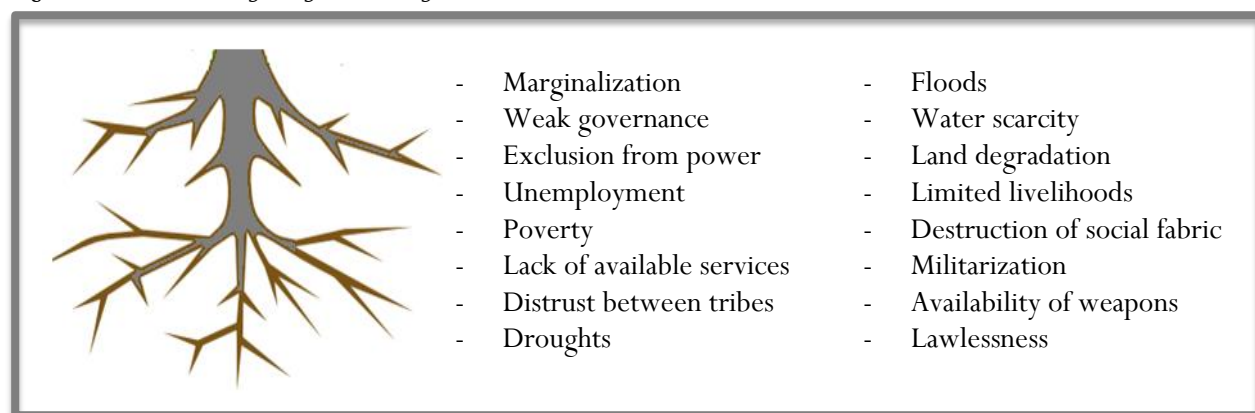 - Marginalization
- Weak governance
- Exclusion from power
- Unemployment
- Poverty
- Lack of available services
- Distrust between tribes
- Droughts
- Floods
- Water scarcity
- Land degradation
- Limited livelihoods
- Destruction of social fabric
- Militarization
- Availability of weapons
- Lawlessness